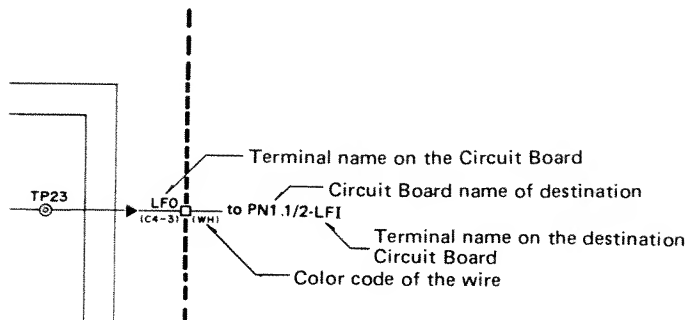 Terminal name on the Circuit Board
TP23
LFO
Circuit Board name of destination
(C4-3)
(WH)
to PN1.1/2-LFI
Terminal name on the destination
Circuit Board
Color code of the wire